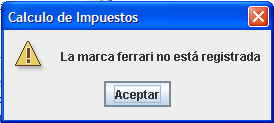 Calculo de Impuestos
La marca ferrari no está registrada
Aceptar